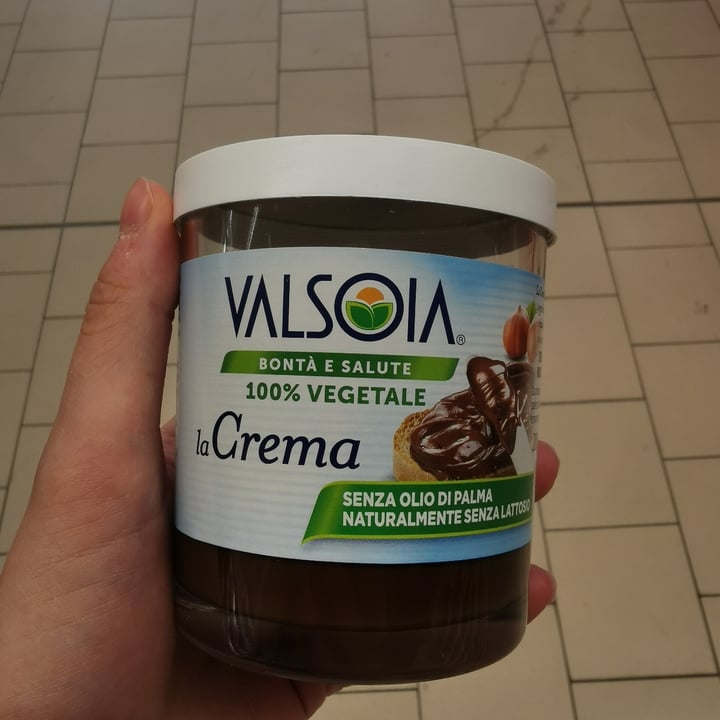 VALSOIA®
BONTÀ E SALUTE
100% VEGETALE
la Crema
SENZA OLIO DI PALMA
NATURALMENTE SENZA LATTOSIO